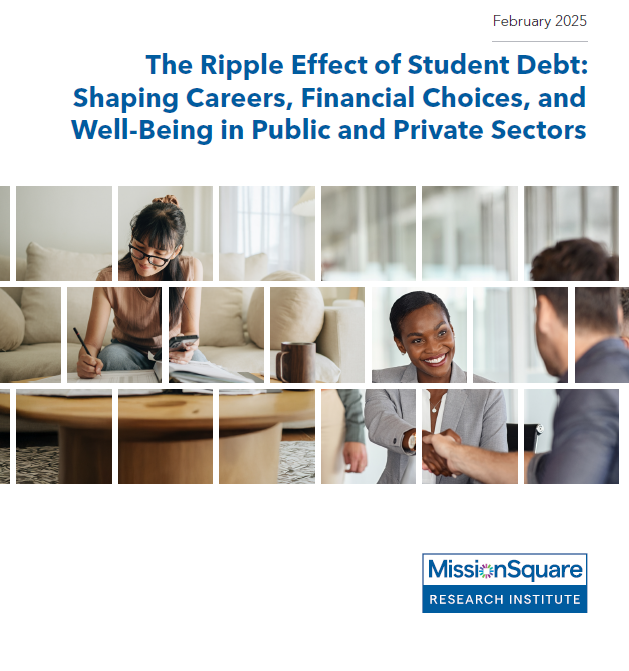 February 2025
The Ripple Effect of Student Debt:
Shaping Careers, Financial Choices, and
Well-Being in Public and Private Sectors
MissionSquare
RESEARCH INSTITUTE